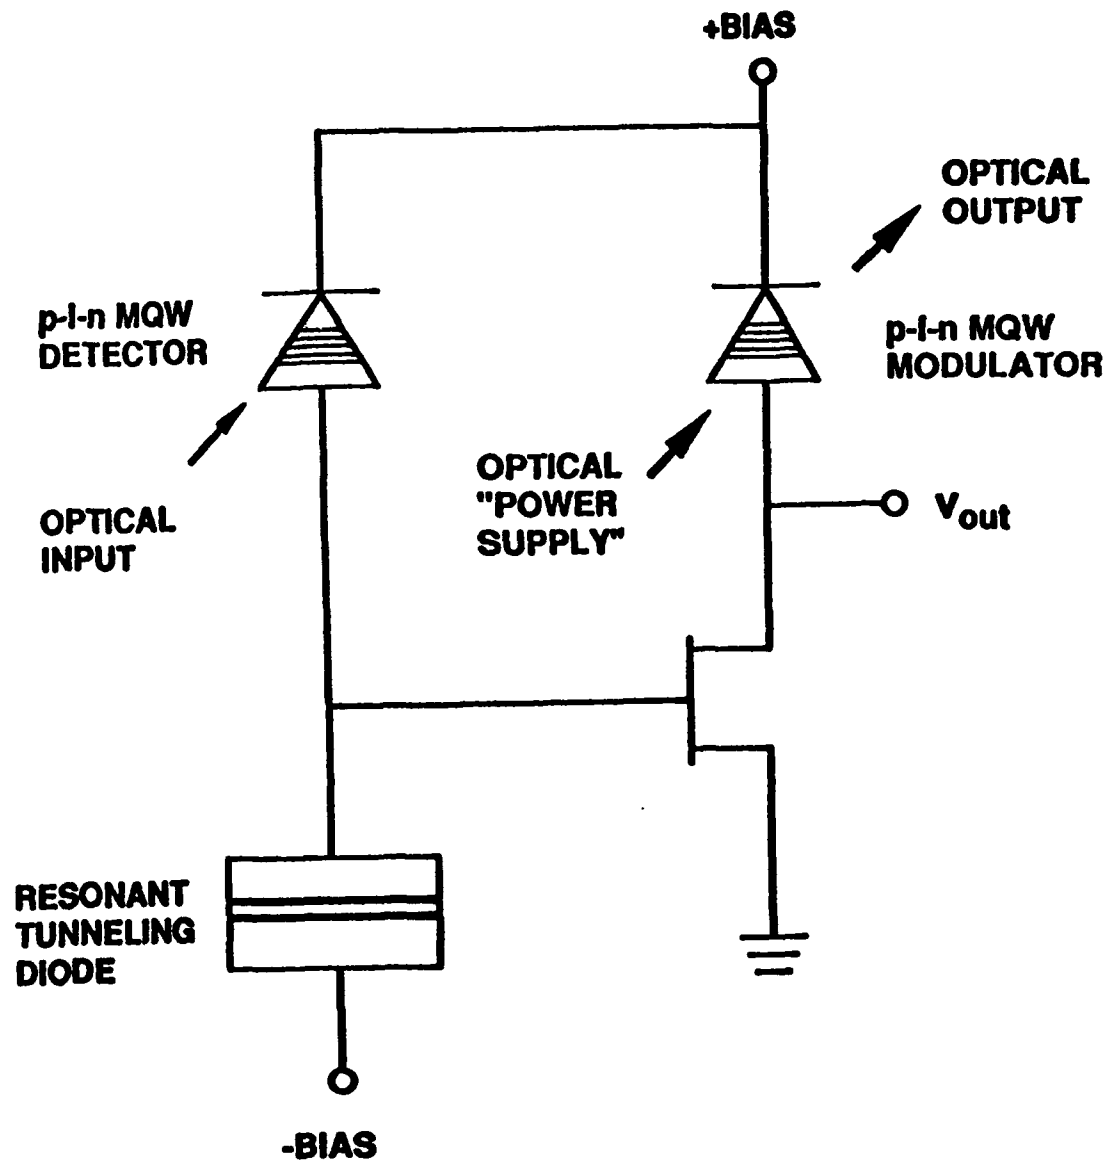 +BIAS
OPTICAL
OUTPUT
p-i-n MQW
DETECTOR
p-i-n MQW
MODULATOR
OPTICAL
"POWER
SUPPLY"
OPTICAL
INPUT
Vout
RESONANT
TUNNELING
DIODE
-BIAS